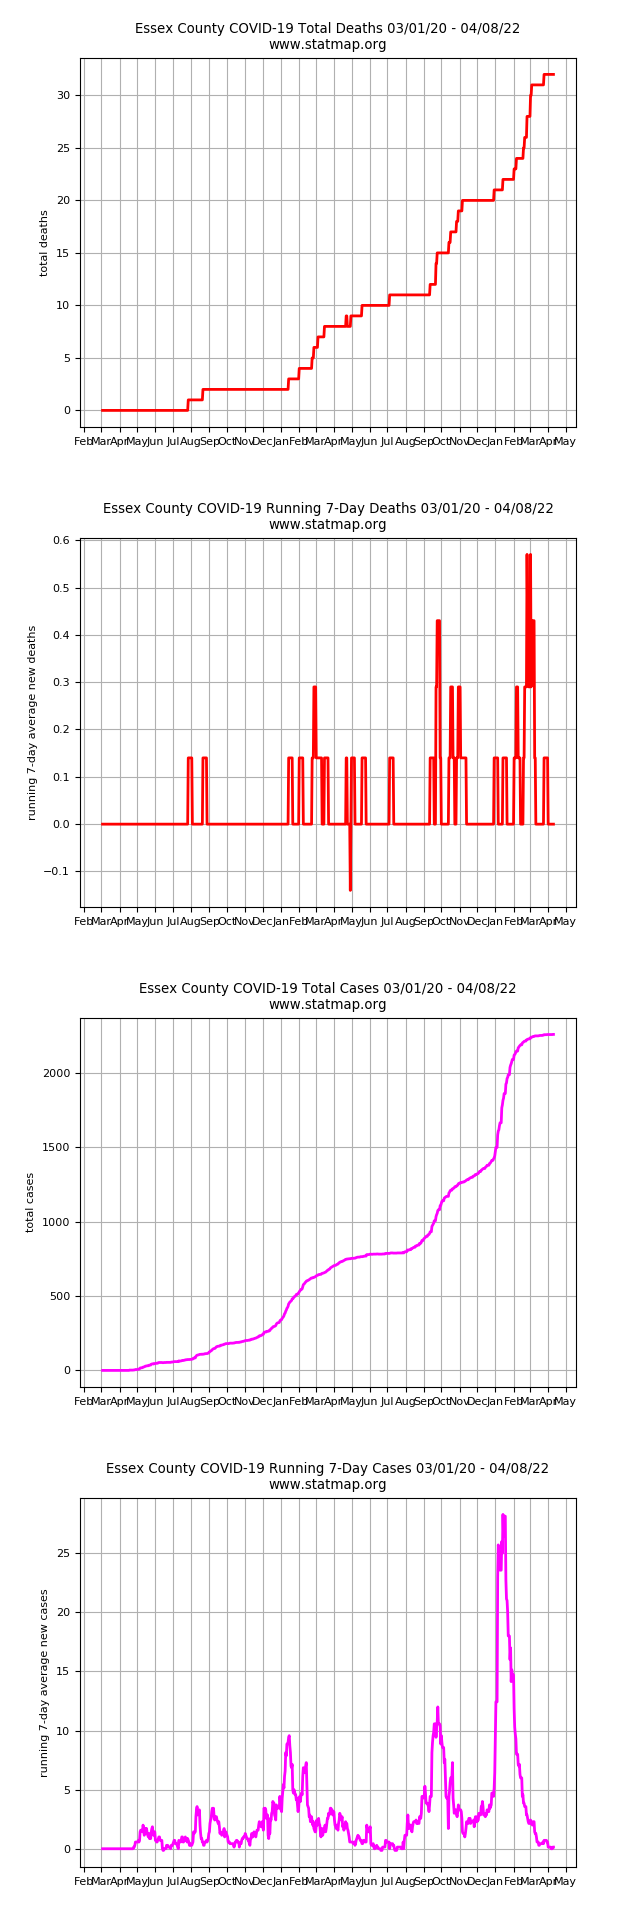 Essex County COVID-19 Total Deaths 03/01/20 - 04/08/22
www.statmap.org
total deaths
30
25
20
15
10
5
0
Feb Mar Apr May Jun Jul Aug Sep Oct Nov Dec Jan Feb Mar Apr May Jun Jul Aug Sep Oct Nov Dec Jan Feb Mar Apr May
Essex County COVID-19 Running 7-Day Deaths 03/01/20 - 04/08/22
www.statmap.org
running 7-day average new deaths
0.6
0.5
0.4
0.3
0.2
0.1
0.0
−0.1
Feb Mar Apr May Jun Jul Aug Sep Oct Nov Dec Jan Feb Mar Apr May Jun Jul Aug Sep Oct Nov Dec Jan Feb Mar Apr May
Essex County COVID-19 Total Cases 03/01/20 - 04/08/22
www.statmap.org
total cases
2000
1500
1000
500
0
Feb Mar Apr May Jun Jul Aug Sep Oct Nov Dec Jan Feb Mar Apr May Jun Jul Aug Sep Oct Nov Dec Jan Feb Mar Apr May
Essex County COVID-19 Running 7-Day Cases 03/01/20 - 04/08/22
www.statmap.org
running 7-day average new cases
25
20
15
10
5
0
Feb Mar Apr May Jun Jul Aug Sep Oct Nov Dec Jan Feb Mar Apr May Jun Jul Aug Sep Oct Nov Dec Jan Feb Mar Apr May